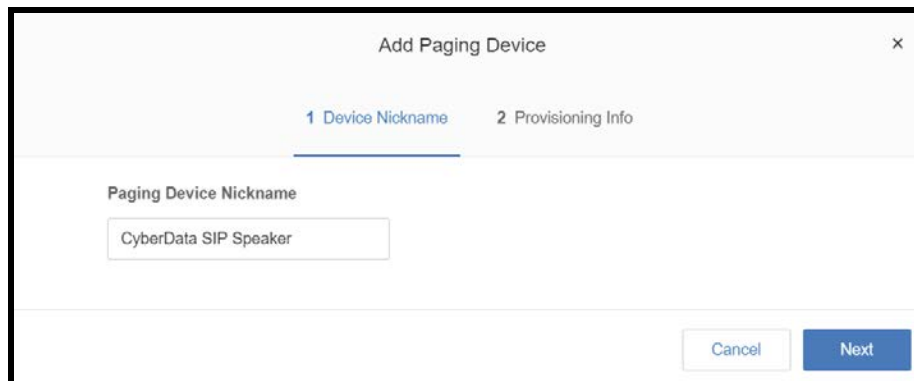 Add Paging Device ×
1 Device Nickname 2 Provisioning Info
Paging Device Nickname
CyberData SIP Speaker
Cancel Next